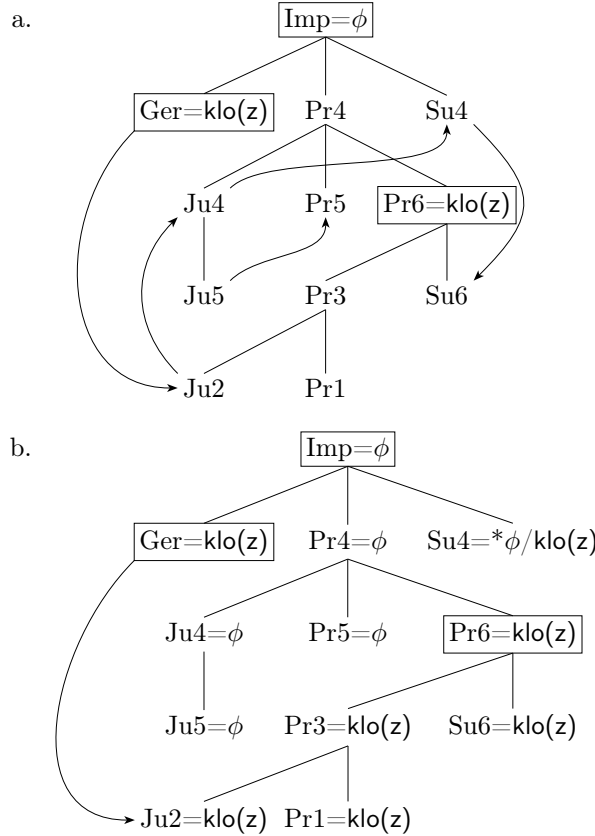 a.
Imp=ϕ
Ger=klo(z) Pr4 Su4
Ju4 Pr5 Pr6=klo(z)
Ju5 Pr3 Su6
Ju2 Pr1
b.
Imp=ϕ
Ger=klo(z) Pr4=ϕ Su4=*ϕ/klo(z)
Ju4=ϕ Pr5=ϕ Pr6=klo(z)
Ju5=ϕ Pr3=klo(z) Su6=klo(z)
Ju2=klo(z) Pr1=klo(z)